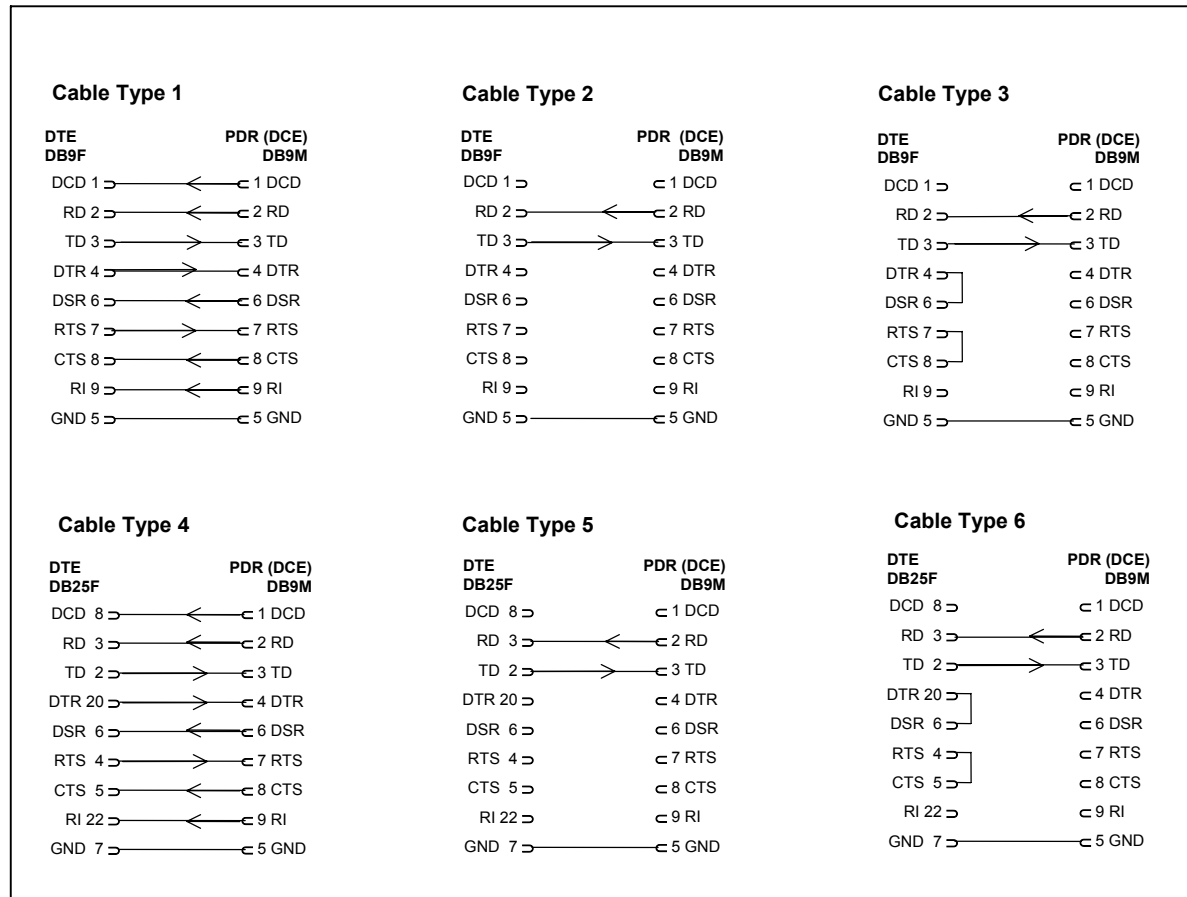 Cable Type 1
DTE PDR (DCE)
DB9F DB9M
DCD 1 1 DCD
RD 2 2 RD
TD 3 3 TD
DTR 4 4 DTR
DSR 6 6 DSR
RTS 7 7 RTS
CTS 8 8 CTS
RI 9 9 RI
GND 5 5 GND
Cable Type 2
DTE PDR (DCE)
DB9F DB9M
DCD 1 1 DCD
RD 2 2 RD
TD 3 3 TD
DTR 4 4 DTR
DSR 6 6 DSR
RTS 7 7 RTS
CTS 8 8 CTS
RI 9 9 RI
GND 5 5 GND
Cable Type 3
DTE PDR (DCE)
DB9F DB9M
DCD 1 1 DCD
RD 2 2 RD
TD 3 3 TD
DTR 4 4 DTR
DSR 6 6 DSR
RTS 7 7 RTS
CTS 8 8 CTS
RI 9 9 RI
GND 5 5 GND
Cable Type 4
DTE PDR (DCE)
DB25F DB9M
DCD 8 1 DCD
RD 3 2 RD
TD 2 3 TD
DTR 20 4 DTR
DSR 6 6 DSR
RTS 4 7 RTS
CTS 5 8 CTS
RI 22 9 RI
GND 7 5 GND
Cable Type 5
DTE PDR (DCE)
DB25F DB9M
DCD 8 1 DCD
RD 3 2 RD
TD 2 3 TD
DTR 20 4 DTR
DSR 6 6 DSR
RTS 4 7 RTS
CTS 5 8 CTS
RI 22 9 RI
GND 7 5 GND
Cable Type 6
DTE PDR (DCE)
DB25F DB9M
DCD 8 1 DCD
RD 3 2 RD
TD 2 3 TD
DTR 20 4 DTR
DSR 6 6 DSR
RTS 4 7 RTS
CTS 5 8 CTS
RI 22 9 RI
GND 7 5 GND